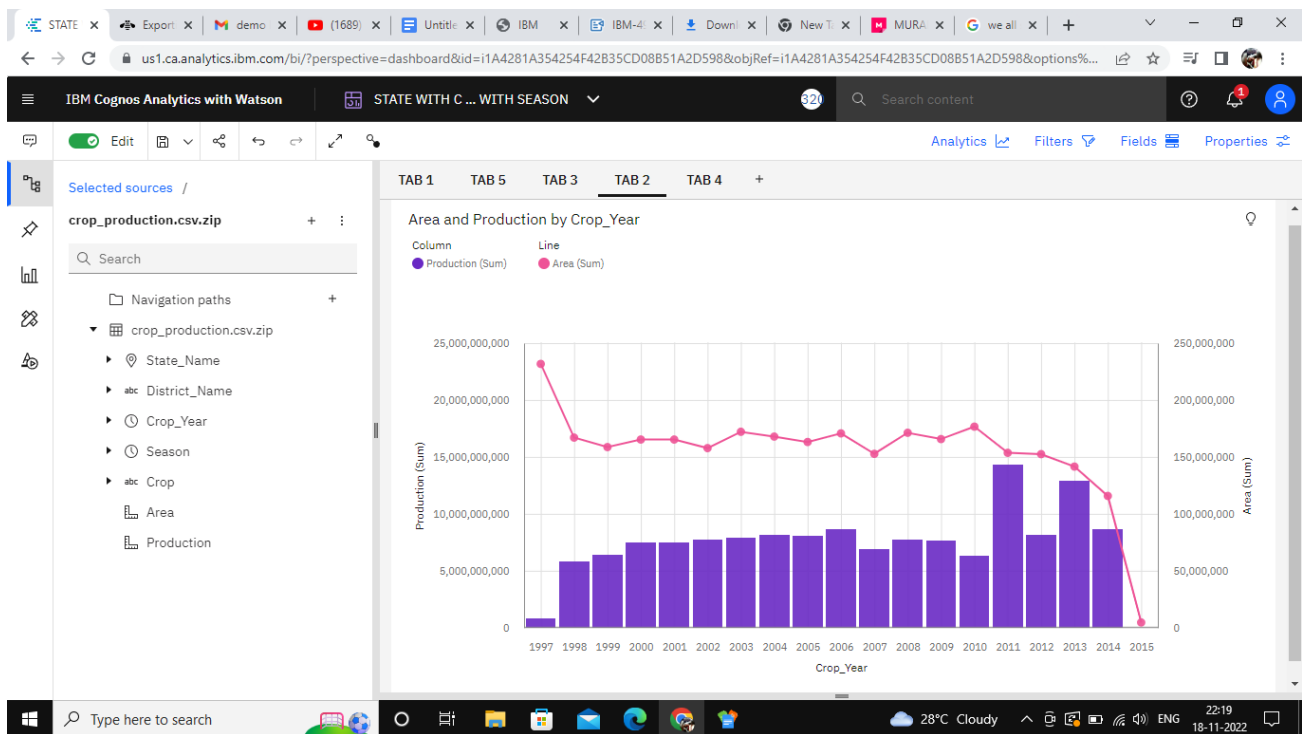 STATE Export demo (1689) Untitle IBM IBM-4 Downl New T MURA we all
us1.ca.analytics.ibm.com/bi/?perspective=dashboard&id=i1A4281A354254F42B35CD08B51A2D598&objRef=i1A4281A354254F42B35CD08B51A2D598&options%...
IBM Cognos Analytics with Watson STATE WITH C ... WITH SEASON 320 Search content 1
Edit Analytics Filters Fields Properties
Selected sources / TAB 1 TAB 5 TAB 3 TAB 2 TAB 4 +
crop_production.csv.zip
Search
Navigation paths
crop_production.csv.zip
State_Name
abc District_Name
Crop_Year
Season
abc Crop
Area
Production
Area and Production by Crop_Year
Column Line
Production (Sum) Area (Sum)
25,000,000,000 250,000,000
20,000,000,000 200,000,000
15,000,000,000 150,000,000
10,000,000,000 100,000,000
5,000,000,000 50,000,000
0 0
Production (Sum)
Area (Sum)
1997 1998 1999 2000 2001 2002 2003 2004 2005 2006 2007 2008 2009 2010 2011 2012 2013 2014 2015
Crop_Year
Type here to search 28°C Cloudy ENG 22:19
18-11-2022